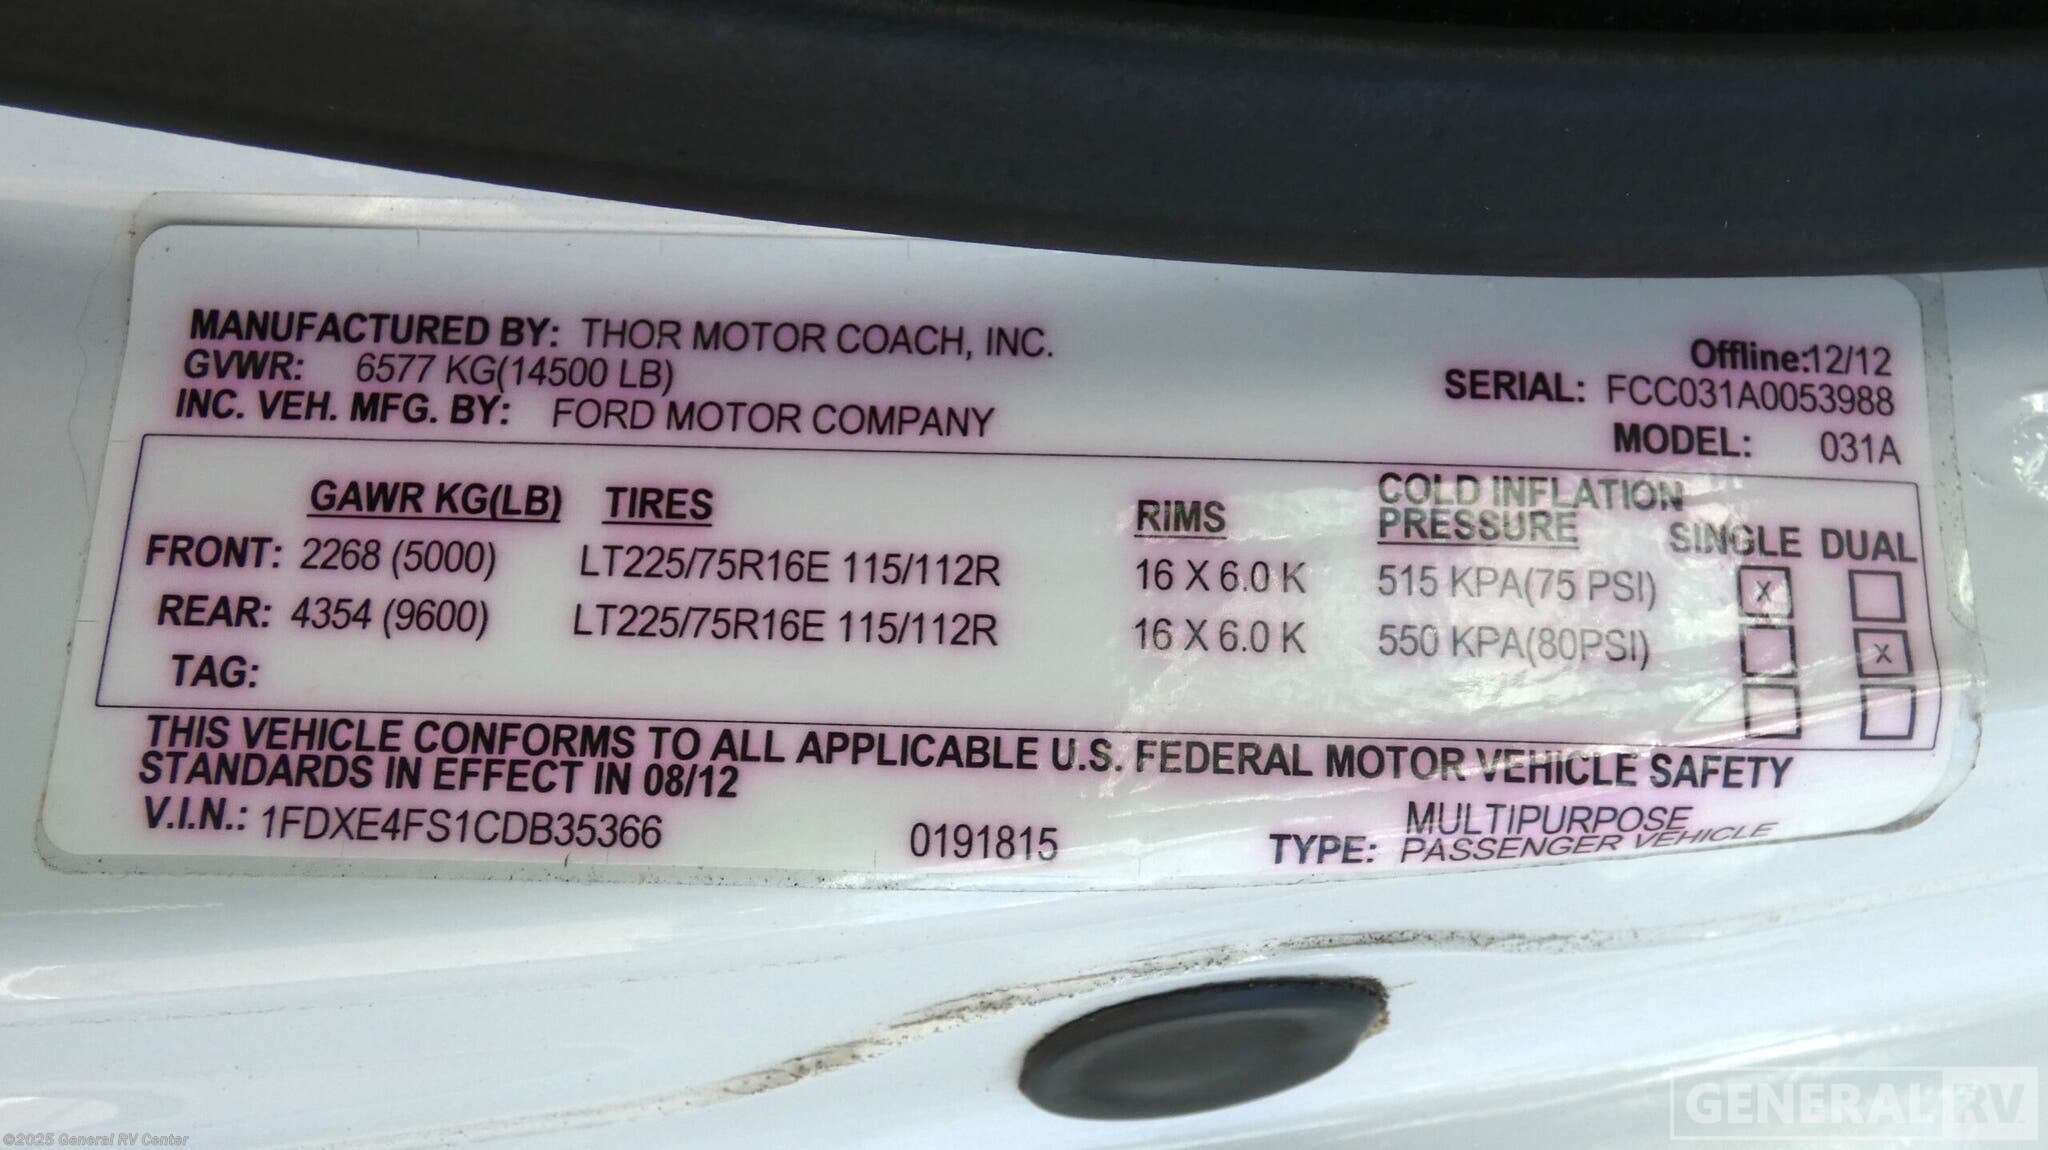 MANUFACTURED BY: THOR MOTOR COACH, INC.
Offline:12/12
GVWR: 6577 KG(14500 LB)
SERIAL: FCC031A0053988
INC. VEH. MFG. BY: FORD MOTOR COMPANY
MODEL: 031A
GAWR KG(LB) TIRES RIMS COLD INFLATION
PRESSURE SINGLE DUAL
FRONT: 2268 (5000) LT225/75R16E 115/112R 16 X 6.0 K 515 KPA(75 PSI) X
REAR: 4354 (9600) LT225/75R16E 115/112R 16 X 6.0 K 550 KPA(80PSI) X
TAG:
THIS VEHICLE CONFORMS TO ALL APPLICABLE U.S. FEDERAL MOTOR VEHICLE SAFETY
STANDARDS IN EFFECT IN 08/12
V.I.N.: 1FDXE4FS1CDB35366 0191815 TYPE: MULTIPURPOSE
PASSENGER VEHICLE
GENERAL RV
©2025 General RV Center